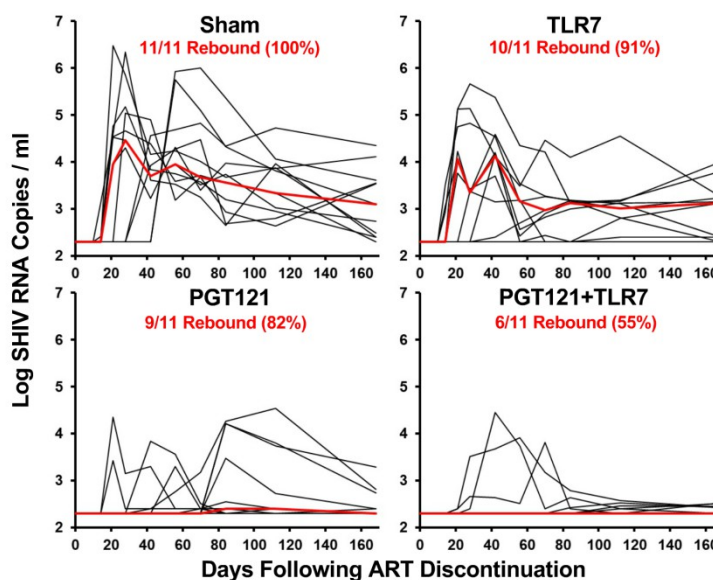 Sham
11/11 Rebound (100%)
TLR7
10/11 Rebound (91%)
7
6
5
4
3
2
0 20 40 60 80 100 120 140 160
7
6
5
4
3
2
0 20 40 60 80 100 120 140 160
PGT121
9/11 Rebound (82%)
PGT121+TLR7
6/11 Rebound (55%)
7
6
5
4
3
2
0 20 40 60 80 100 120 140 160
7
6
5
4
3
2
0 20 40 60 80 100 120 140 160
Log SHIV RNA Copies / ml
Days Following ART Discontinuation